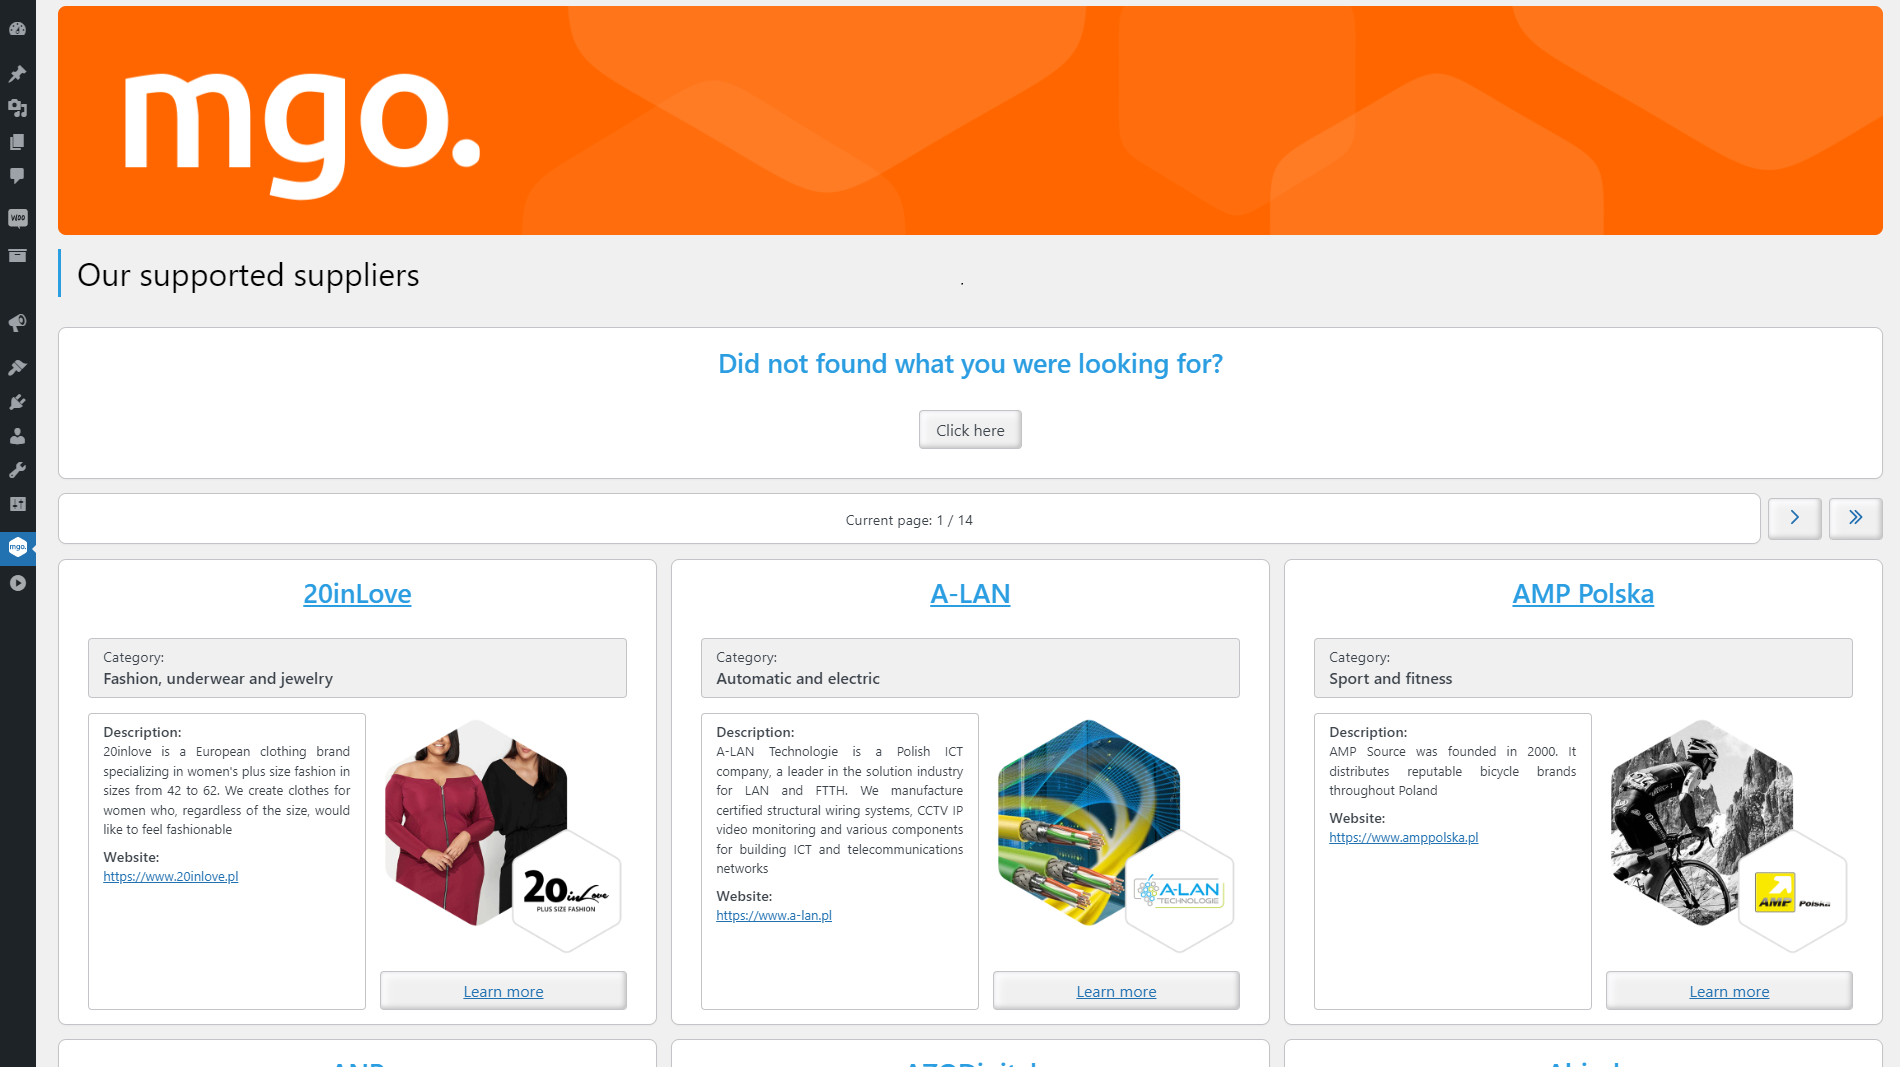 mgo.
Our supported suppliers
.
Did not found what you were looking for?
Click here
Current page: 1 / 14
20inLove
Category:
Fashion, underwear and jewelry
Description:
20inlove is a European clothing brand
specializing in women's plus size fashion in
sizes from 42 to 62. We create clothes for
women who, regardless of the size, would
like to feel fashionable
Website:
https://www.20inlove.pl
20inLove
PLUS SIZE FASHION
Learn more
A-LAN
Category:
Automatic and electric
Description:
A-LAN Technologie is a Polish ICT
company, a leader in the solution industry
for LAN and FTTH. We manufacture
certified structural wiring systems, CCTV IP
video monitoring and various components
for building ICT and telecommunications
networks
Website:
https://www.a-lan.pl
A-LAN
TECHNOLOGIE
Learn more
AMP Polska
Category:
Sport and fitness
Description:
AMP Source was founded in 2000. It
distributes reputable bicycle brands
throughout Poland
Website:
https://www.amppolska.pl
AMP Polska
Learn more
WOO
mgo.